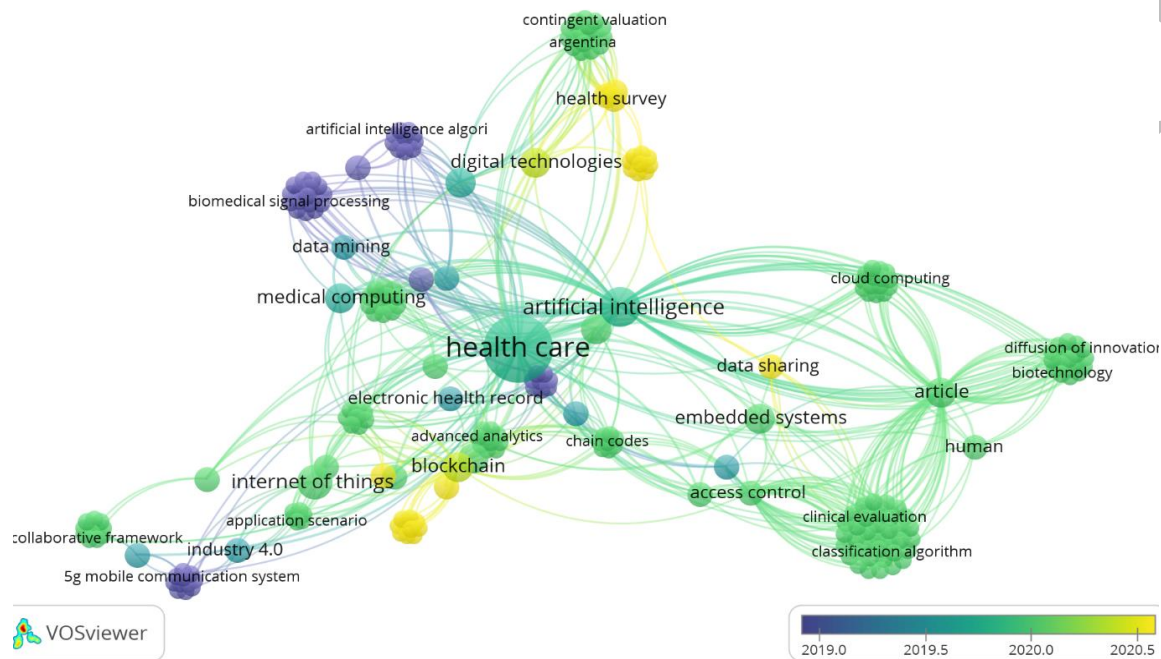 contingent valuation
argentina
health survey
artificial intelligence algori
digital technologies
biomedical signal processing
data mining
cloud computing
medical computing
artificial intelligence
health care
diffusion of innovation
data sharing
biotechnology
article
electronic health record
embedded systems
advanced analytics
chain codes
human
blockchain
internet of things
access control
application scenario
clinical evaluation
collaborative framework
industry 4.0
classification algorithm
5g mobile communication system
VOSviewer
2019.0 2019.5 2020.0 2020.5